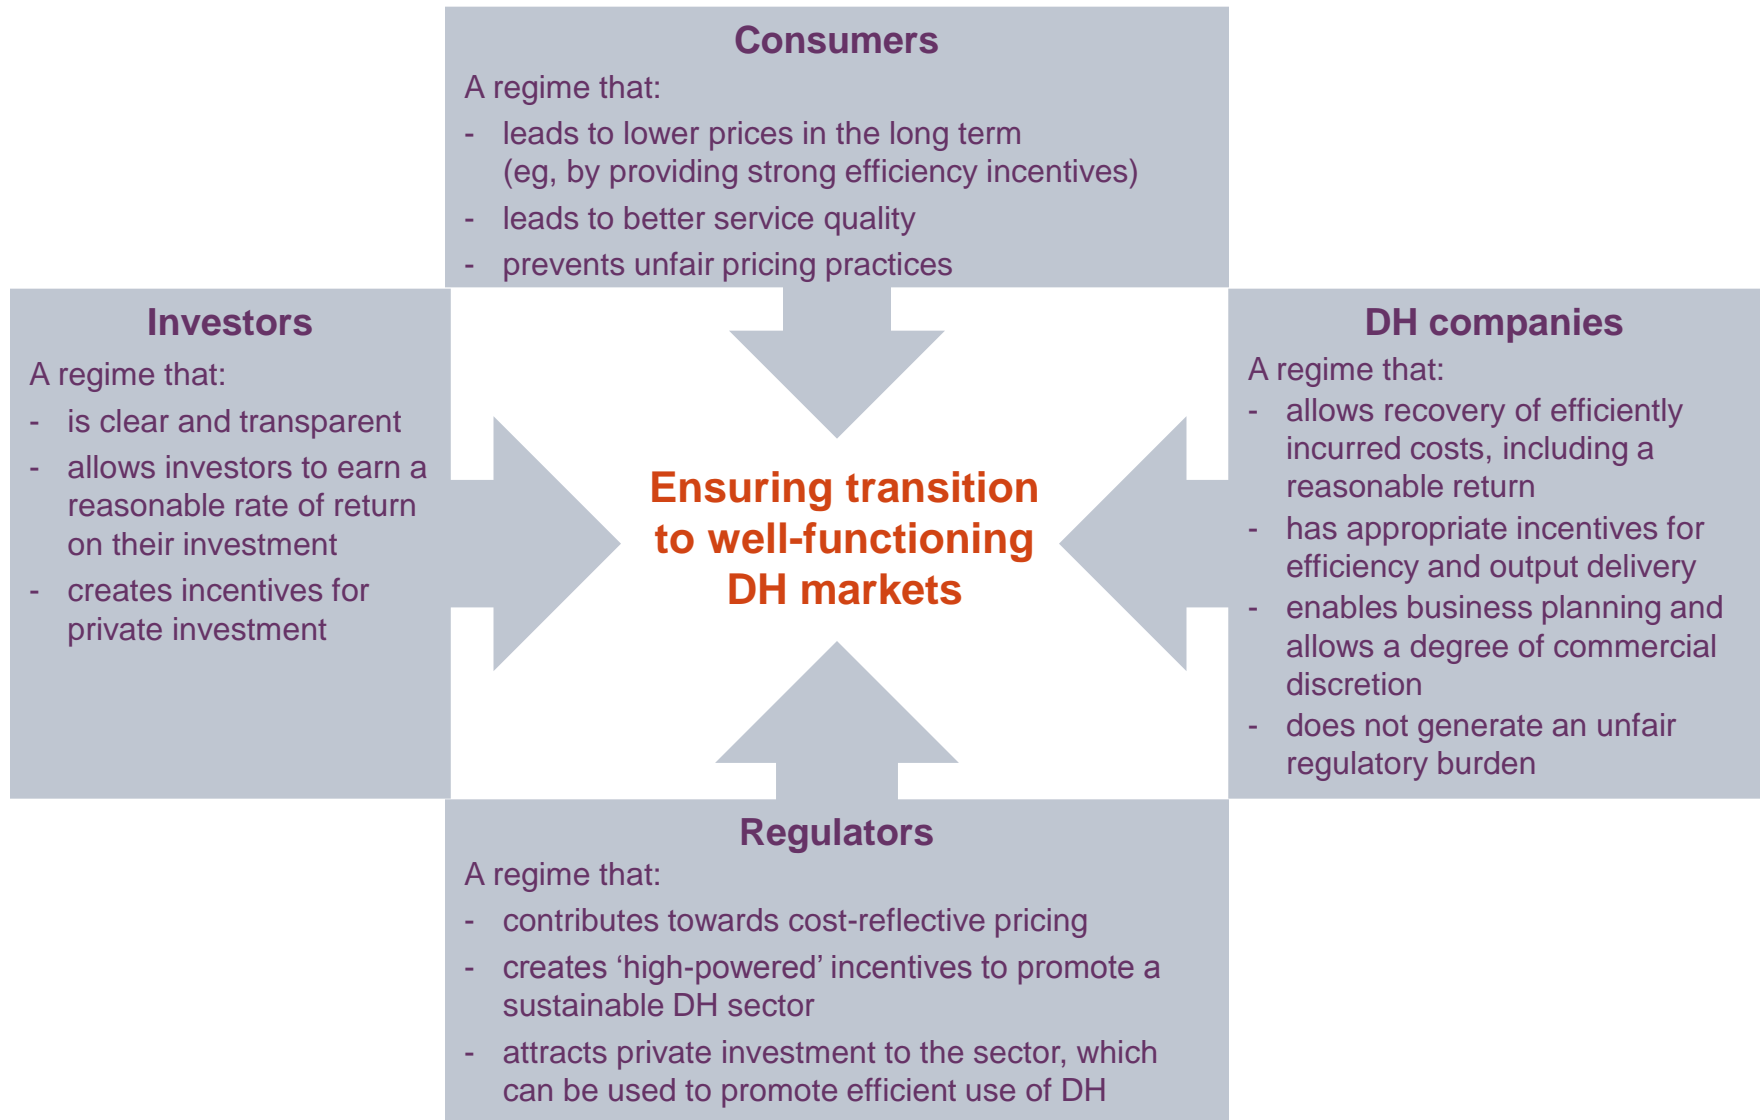 Consumers
A regime that:
- leads to lower prices in the long term
(eg, by providing strong efficiency incentives)
- leads to better service quality
- prevents unfair pricing practices
Investors
A regime that:
- is clear and transparent
- allows investors to earn a
reasonable rate of return
on their investment
- creates incentives for
private investment
Ensuring transition
to well-functioning
DH markets
DH companies
A regime that:
- allows recovery of efficiently
incurred costs, including a
reasonable return
- has appropriate incentives for
efficiency and output delivery
- enables business planning and
allows a degree of commercial
discretion
- does not generate an unfair
regulatory burden
Regulators
A regime that:
- contributes towards cost-reflective pricing
- creates ‘high-powered’ incentives to promote a
sustainable DH sector
- attracts private investment to the sector, which
can be used to promote efficient use of DH